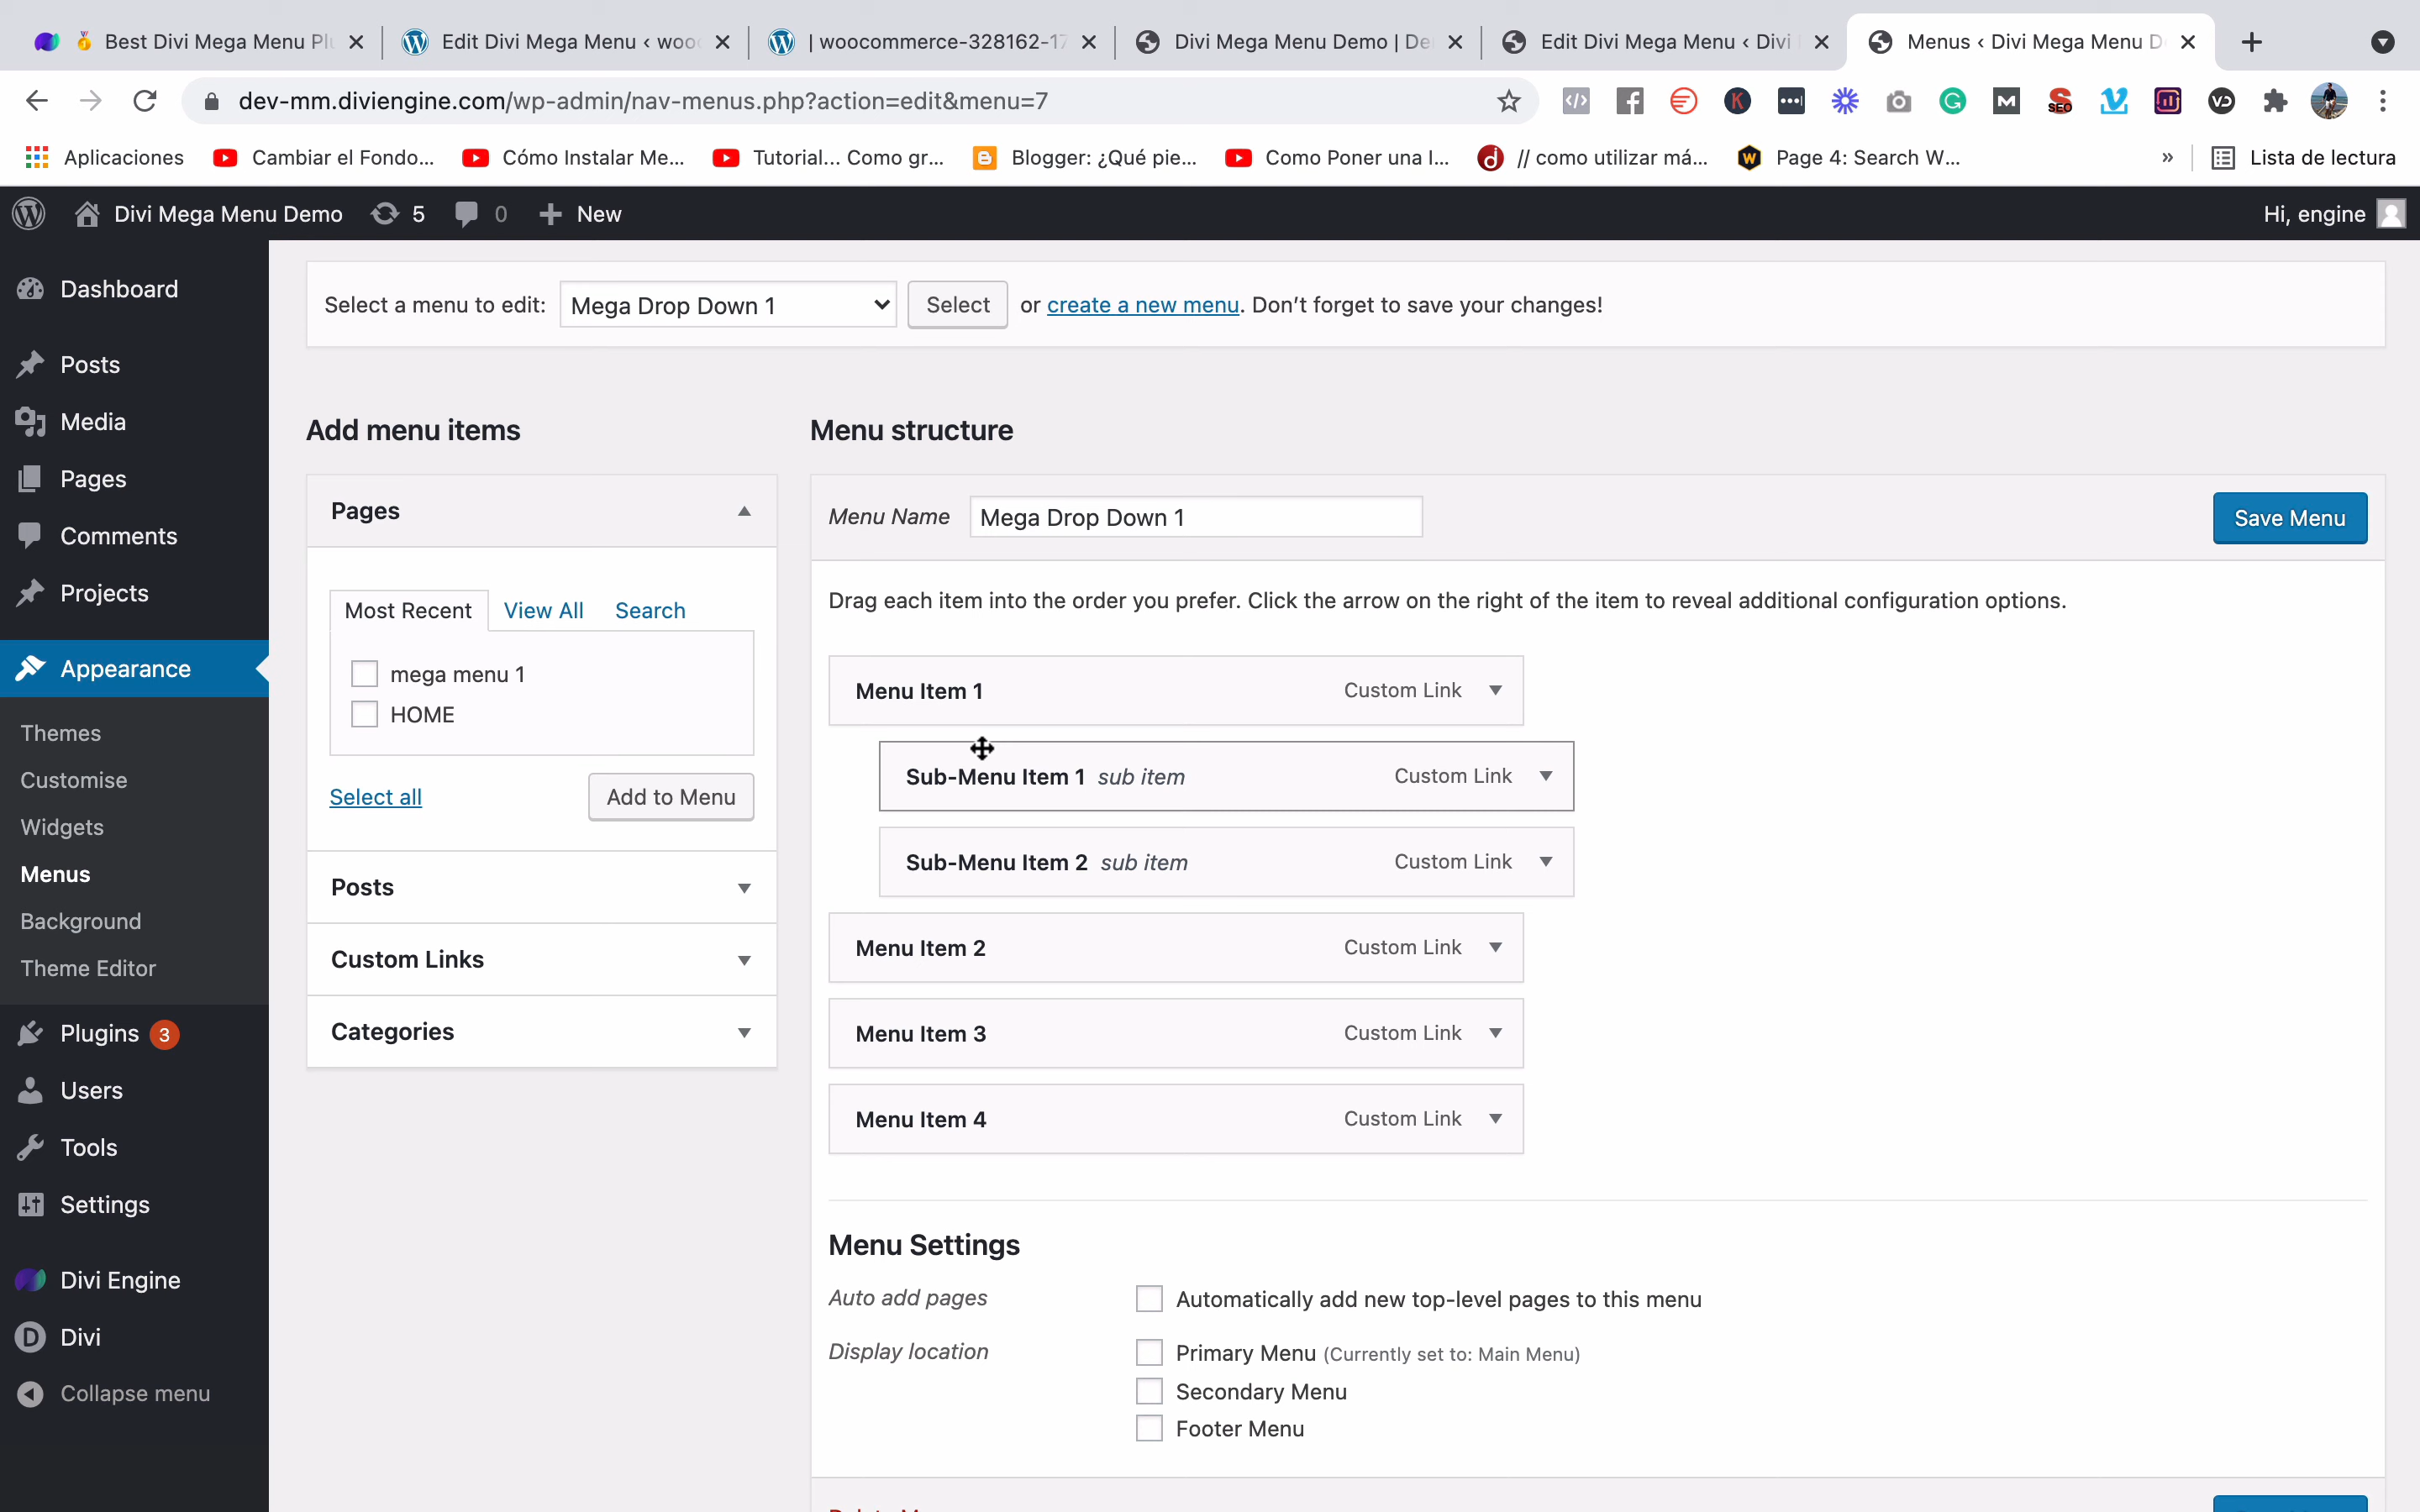 Best Divi Mega Menu Pl
Edit Divi Mega Menu ‹ woo
| woocommerce-328162-17
Divi Mega Menu Demo | De
Edit Divi Mega Menu ‹ Divi
Menus ‹ Divi Mega Menu D
dev-mm.diviengine.com/wp-admin/nav-menus.php?action=edit&menu=7
Aplicaciones
Cambiar el Fondo...
Cómo Instalar Me...
Tutorial... Como gr...
Blogger: ¿Qué pie...
Como Poner una I...
// como utilizar má...
Page 4: Search W...
»
Lista de lectura
Divi Mega Menu Demo
5
0
New
Hi, engine
Dashboard
Posts
Media
Pages
Comments
Projects
Appearance
Themes
Customise
Widgets
Menus
Background
Theme Editor
Plugins 3
Users
Tools
Settings
Divi Engine
Divi
Collapse menu
Select a menu to edit: Mega Drop Down 1 Select or create a new menu. Don’t forget to save your changes!
Add menu items
Pages
Most Recent View All Search
mega menu 1
HOME
Select all Add to Menu
Posts
Custom Links
Categories
Menu structure
Menu Name Mega Drop Down 1 Save Menu
Drag each item into the order you prefer. Click the arrow on the right of the item to reveal additional configuration options.
Menu Item 1 Custom Link
Sub-Menu Item 1 sub item Custom Link
Sub-Menu Item 2 sub item Custom Link
Menu Item 2 Custom Link
Menu Item 3 Custom Link
Menu Item 4 Custom Link
Menu Settings
Auto add pages Automatically add new top-level pages to this menu
Display location Primary Menu (Currently set to: Main Menu)
Secondary Menu
Footer Menu